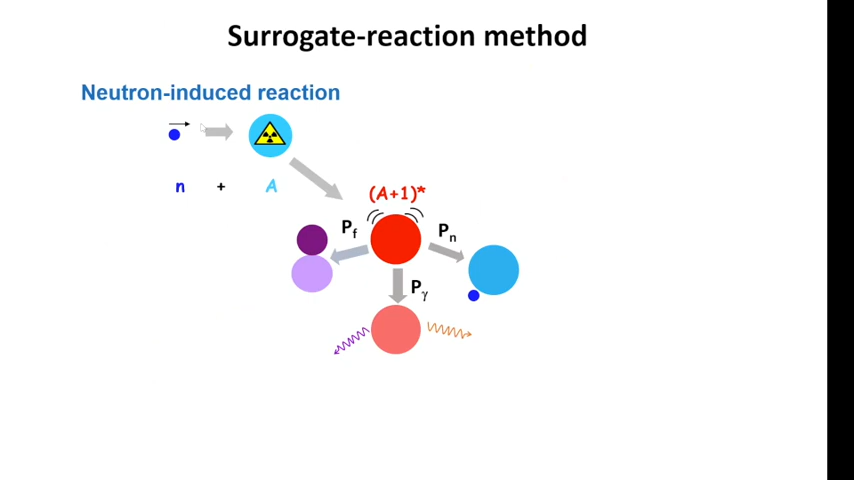 Surrogate-reaction method
Neutron-induced reaction
n + A
(A+1)*
Pf
Pn
Pγ